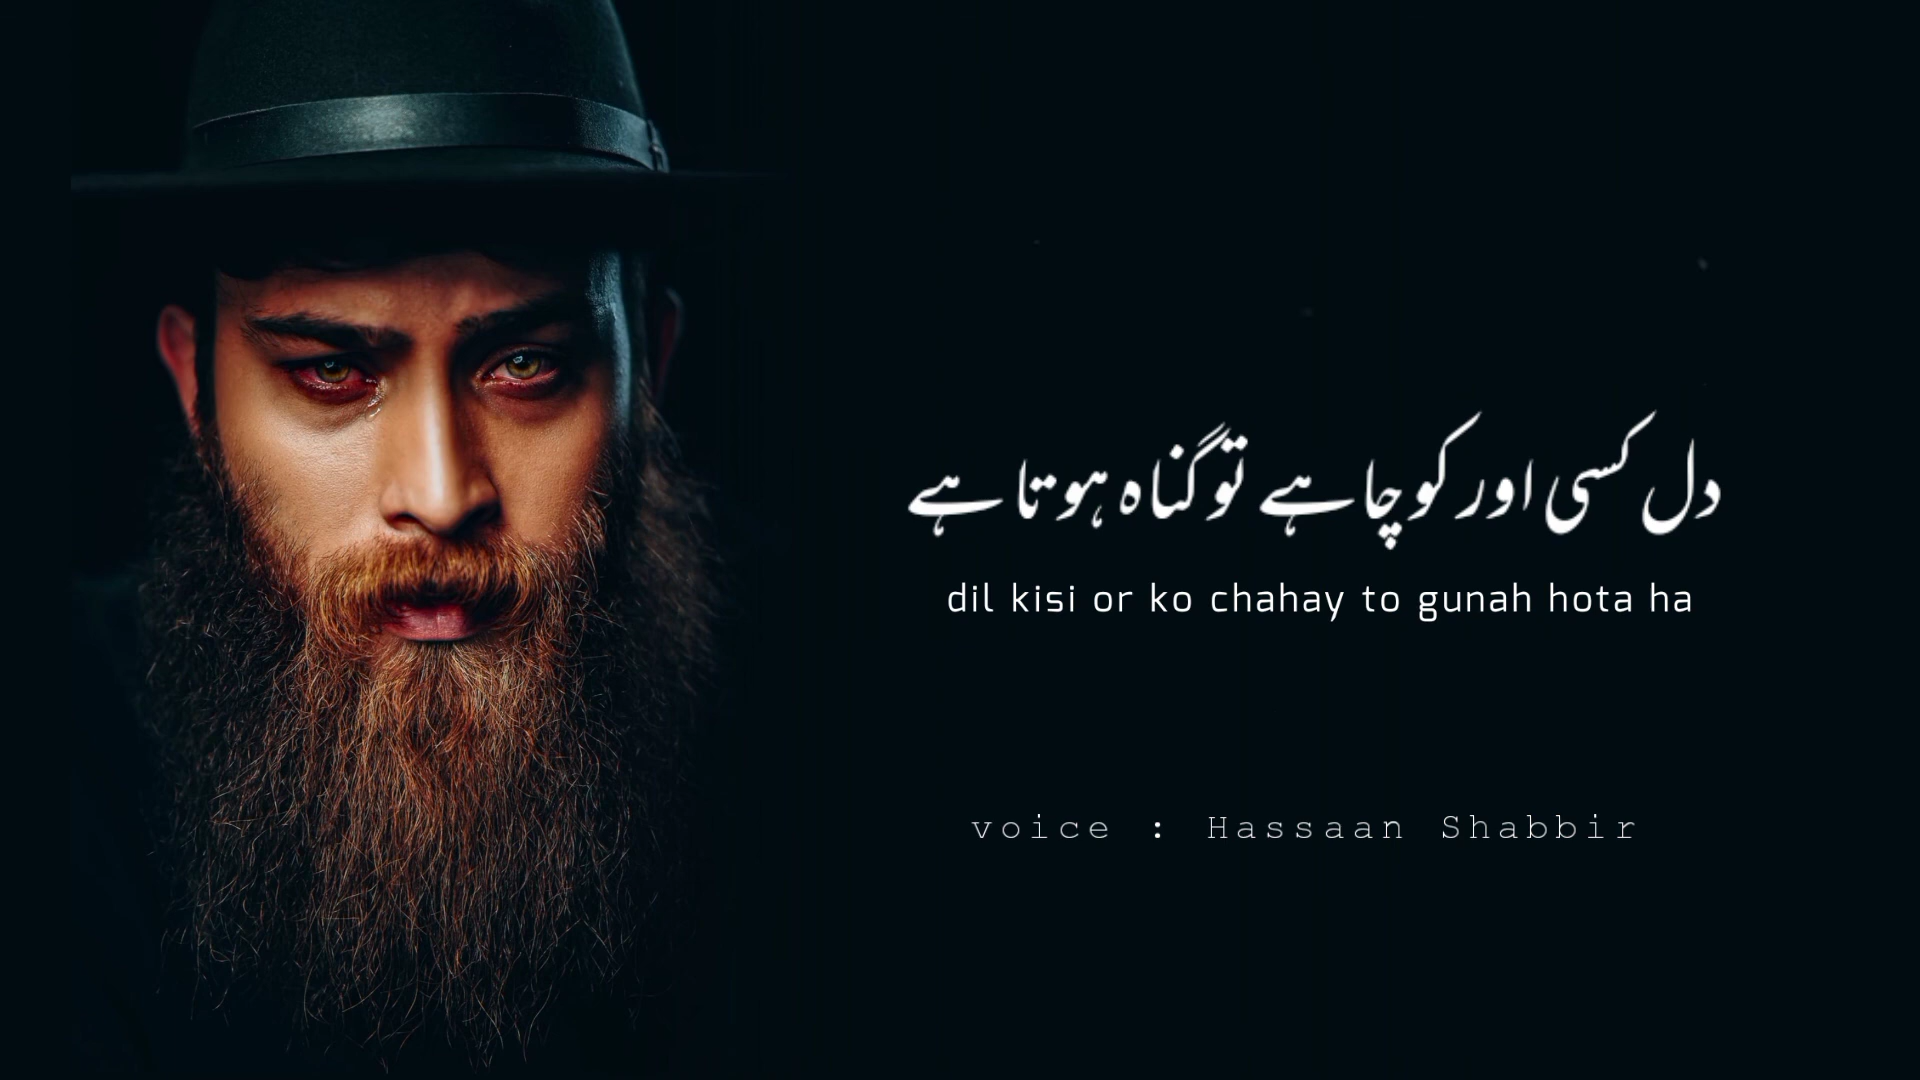 دل کسی اور کو چاہے تو گناہ ہوتا ہے
dil kisi or ko chahay to gunah hota ha
voice : Hassaan Shabbir